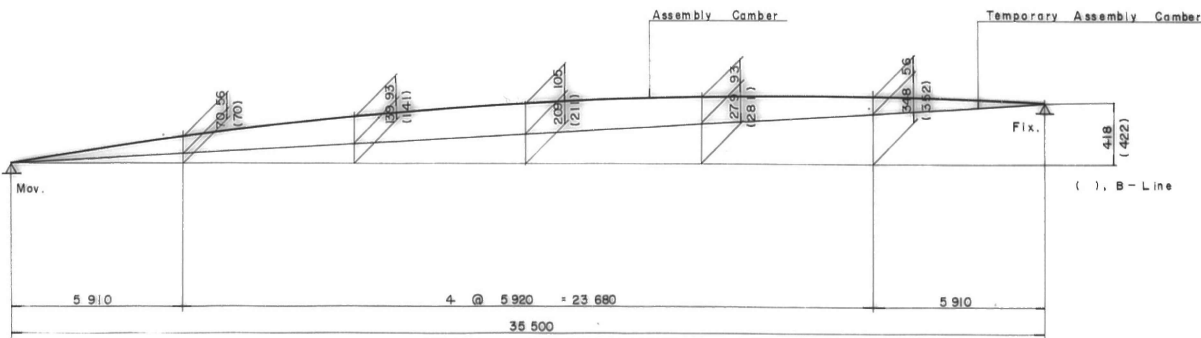 Assembly Camber
Temporary Assembly Camber
70 56
(70)
139 93
(141)
209 105
(211)
279 93
(281)
348 56
(352)
Mov.
Fix.
418
(422)
( ), B - Line
5 910
4 @ 5 920 = 23 680
5 910
35 500